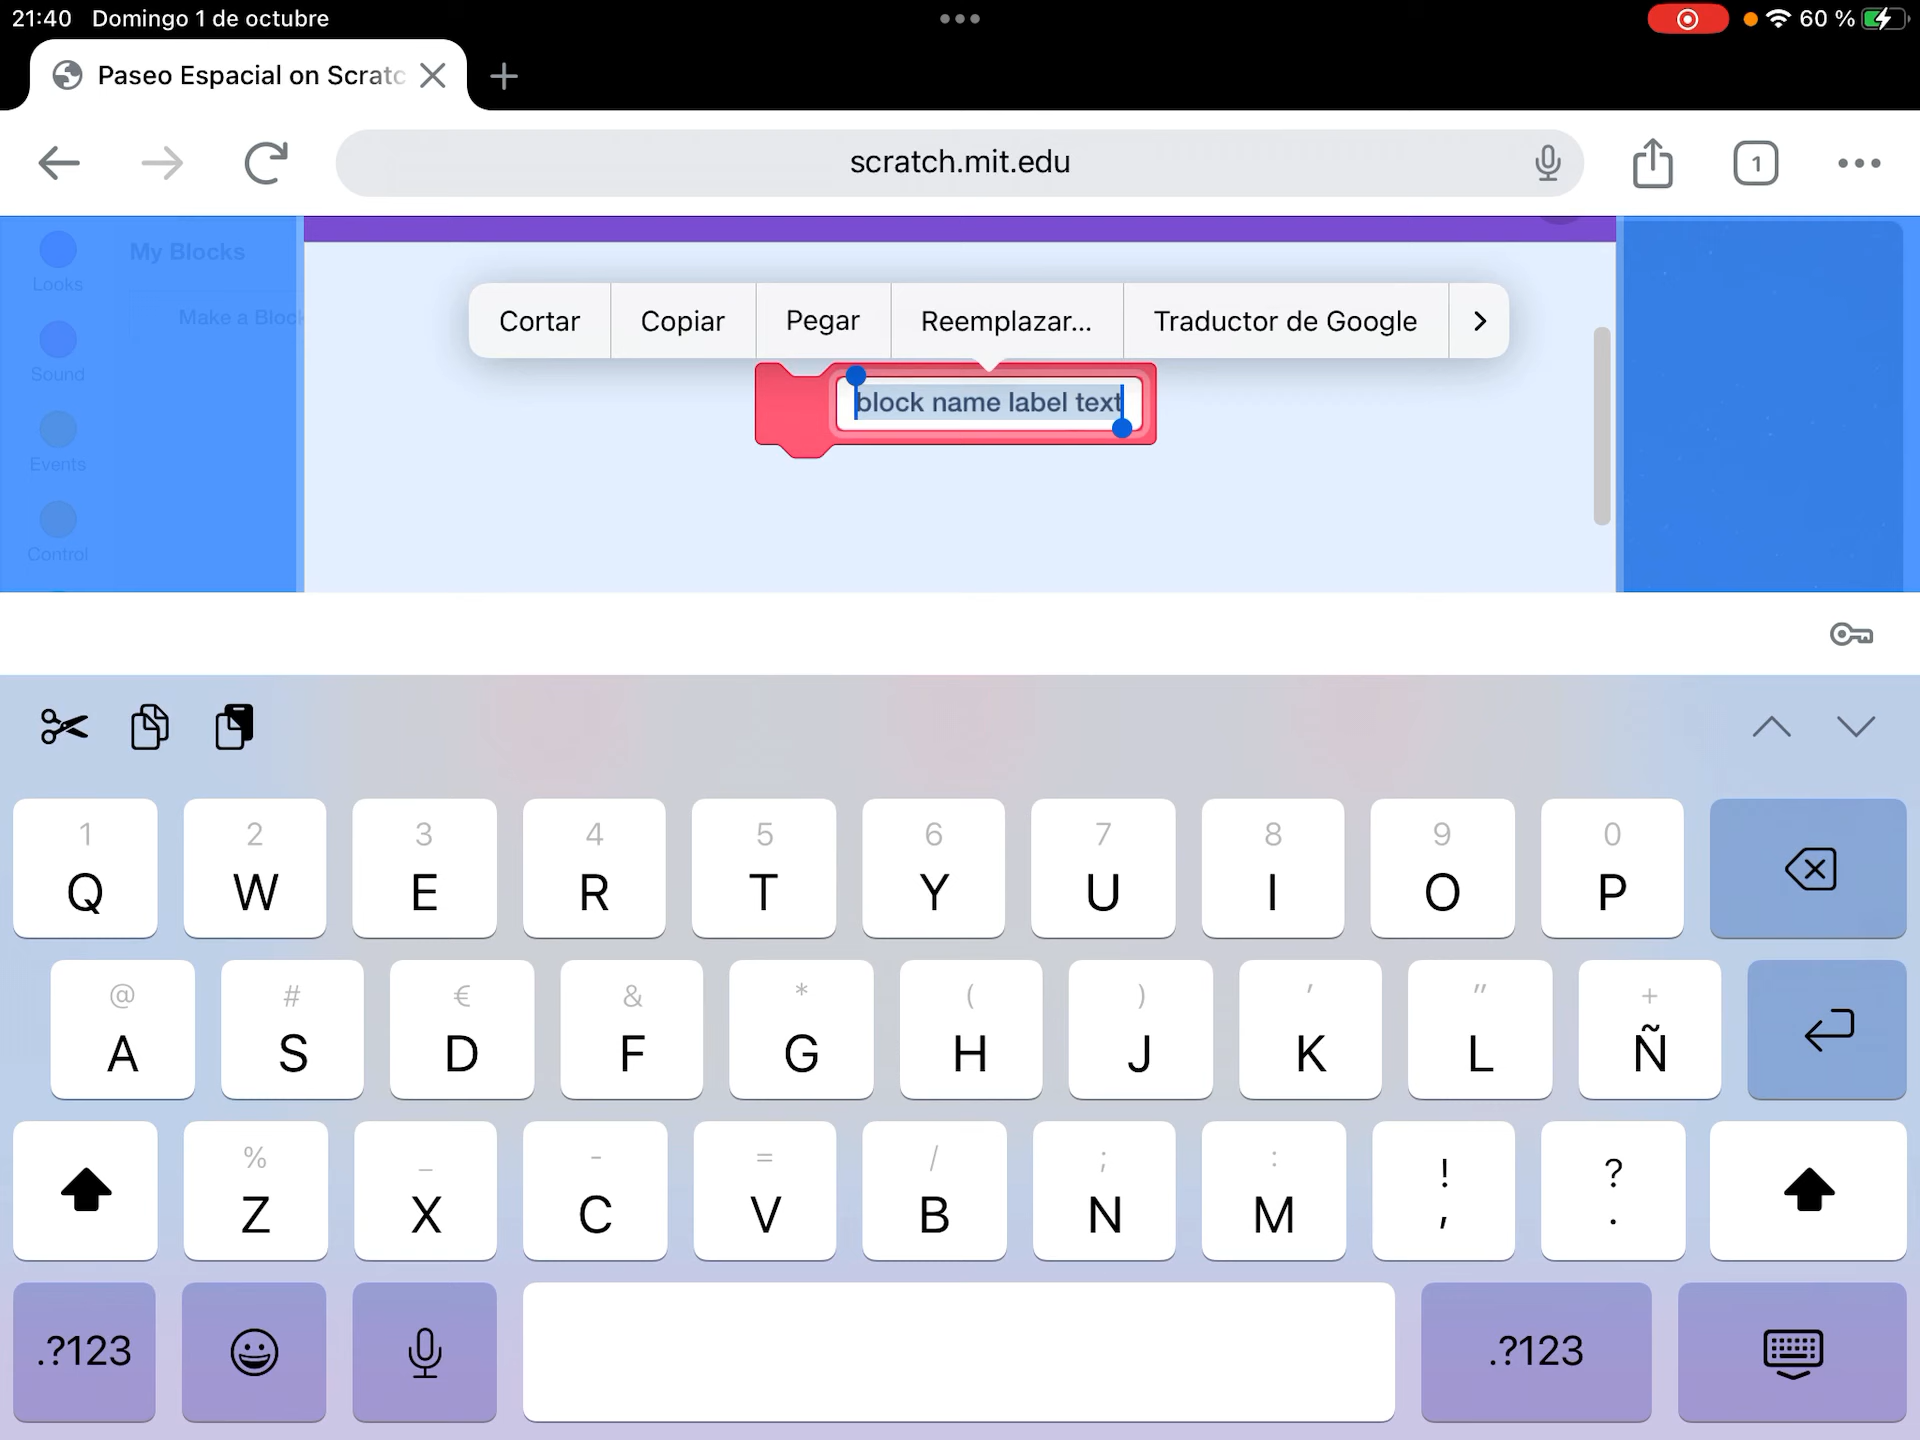 21:40 Domingo 1 de octubre
60 %
Paseo Espacial on Scratc
scratch.mit.edu
1
My Blocks
Looks
Make a Block
Sound
Events
Control
Cortar Copiar Pegar Reemplazar... Traductor de Google
block name label text
1 2 3 4 5 6 7 8 9 0
Q W E R T Y U I O P
@ # € & * ( ) ' " +
A S D F G H J K L Ñ
% _ - = / ; : ! ?
Z X C V B N M , .
.?123 .?123